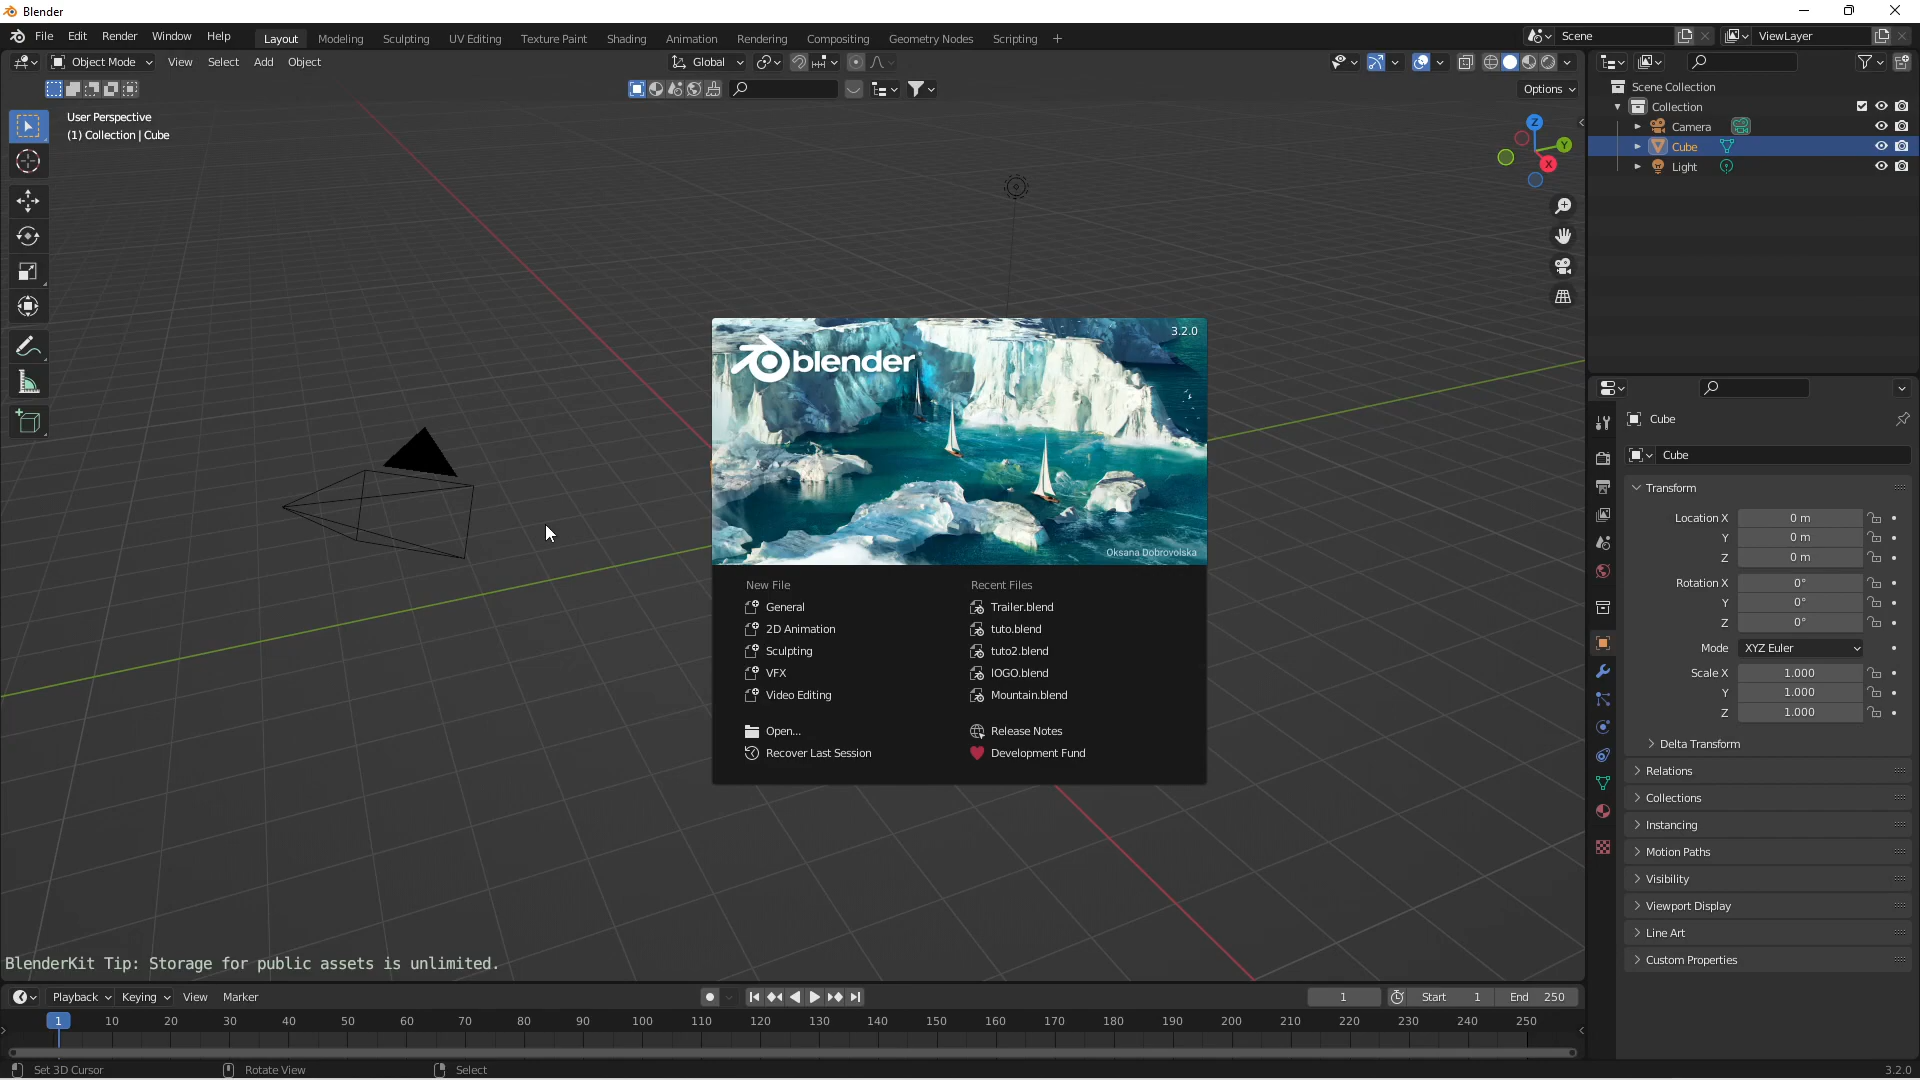 Blender
File Edit Render Window Help
Layout Modeling Sculpting UV Editing Texture Paint Shading Animation Rendering Compositing Geometry Nodes Scripting +
Scene
ViewLayer
Object Mode View Select Add Object
Global
Options
User Perspective
(1) Collection | Cube
Z
Y
X
Scene Collection
Collection
Camera
Cube
Light
blender
3.2.0
Oksana Dobrovolska
New File
General
2D Animation
Sculpting
VFX
Video Editing
Open...
Recover Last Session
Recent Files
Trailer.blend
tuto.blend
tuto2.blend
lOGO.blend
Mountain.blend
Release Notes
Development Fund
Cube
Cube
Transform
Location X 0 m
Y 0 m
Z 0 m
Rotation X 0°
Y 0°
Z 0°
Mode XYZ Euler
Scale X 1.000
Y 1.000
Z 1.000
Delta Transform
Relations
Collections
Instancing
Motion Paths
Visibility
Viewport Display
Line Art
Custom Properties
BlenderKit Tip: Storage for public assets is unlimited.
Playback Keying View Marker
1 Start 1 End 250
1 10 20 30 40 50 60 70 80 90 100 110 120 130 140 150 160 170 180 190 200 210 220 230 240 250
Set 3D Cursor Rotate View Select 3.2.0